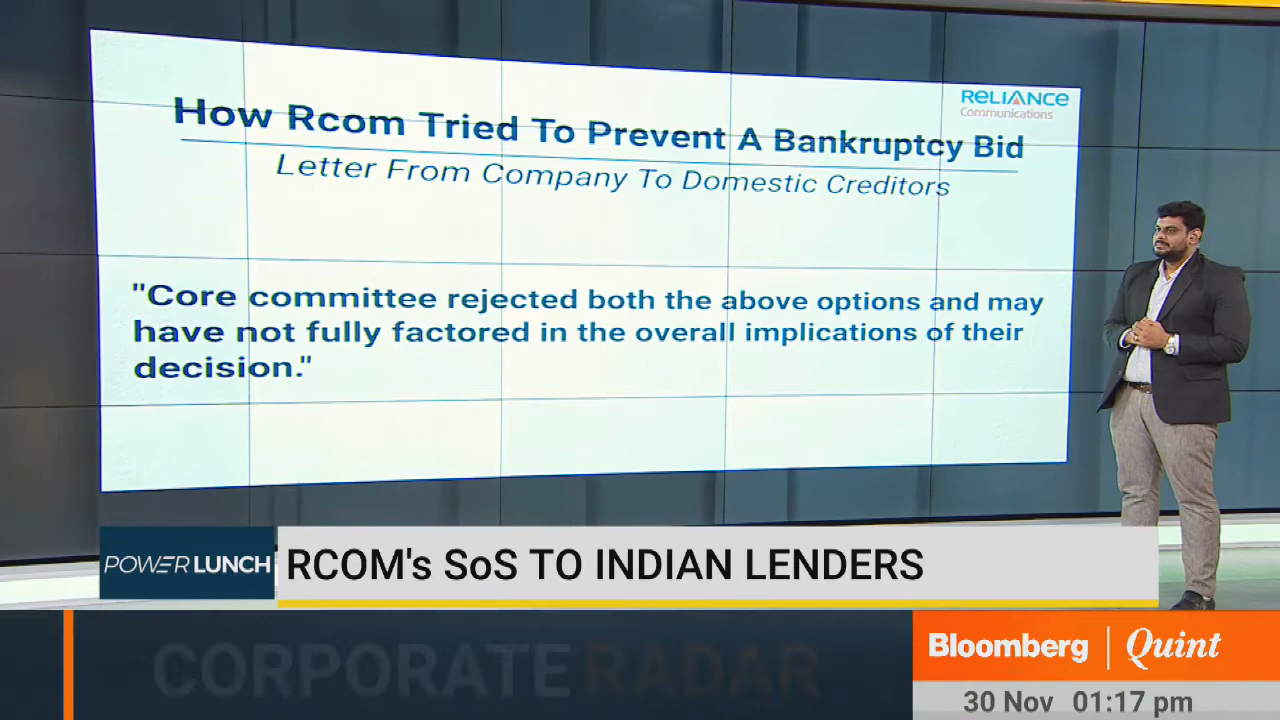 RELIANCE
Communications
How Rcom Tried To Prevent A Bankruptcy Bid
Letter From Company To Domestic Creditors
"Core committee rejected both the above options and may
have not fully factored in the overall implications of their
decision."
POWER LUNCH
RCOM's SoS TO INDIAN LENDERS
CORPORATE RADAR
Bloomberg | Quint
30 Nov 01:17 pm